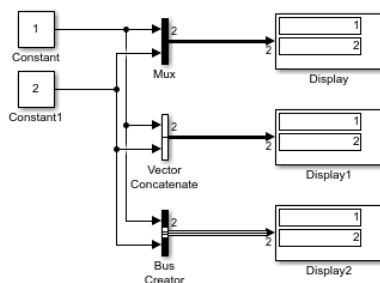 1
Constant
2
Constant1
2
Mux
2
1
2
Display
2
Vector
Concatenate
2
1
2
Display1
2
Bus
Creator
2
1
2
Display2